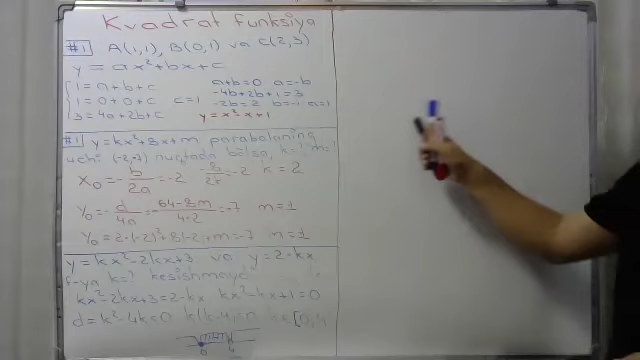 Kvadrat funksiya
#1 A(1,1), B(0,1) va C(2,3)
y=ax²+bx+c
1=a+b+c a+b=0 a=-b
1=0+0+c c=1 -4b+2b+1=3
3=4a+2b+c -2b=2 b=-1 a=1
y=x²-x+1
#1 y=kx²+8x+m parabolaning
uchi (-2,-7) nuqtada bo'lsa, k=? m=?
x₀=-b/2a=-2 -8/2k=-2 k=2
y₀=-d/4a=-(64-8m)/(4·2)=-7 m=1
y₀=2·(-2)²+8(-2)+m=-7 m=1
y=kx²-2kx+3 va y=2-kx
f-ya k=? kesishmaydi
kx²-2kx+3=2-kx kx²-kx+1=0
d=k²-4k=0 [0,4
0 4